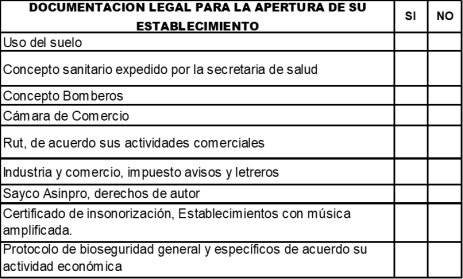 DOCUMENTACION LEGAL PARA LA APERTURA DE SU SI NO
ESTABLECIMIENTO
Uso del suelo
Concepto sanitario expedido por la secretaria de salud
Concepto Bomberos
Cámara de Comercio
Rut, de acuerdo sus actividades comerciales
Industria y comercio, impuesto avisos y letreros
Sayco Asinpro, derechos de autor
Certificado de insonorización, Establecimientos con música
amplificada.
Protocolo de bioseguridad general y específicos de acuerdo su
actividad económica